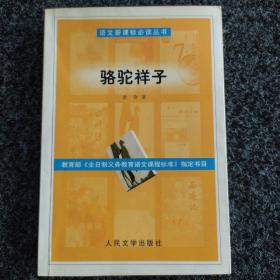 语文新课标必读丛书
骆驼祥子
老舍 著
教育部《全日制义务教育语文课程标准》指定书目
人民文学出版社